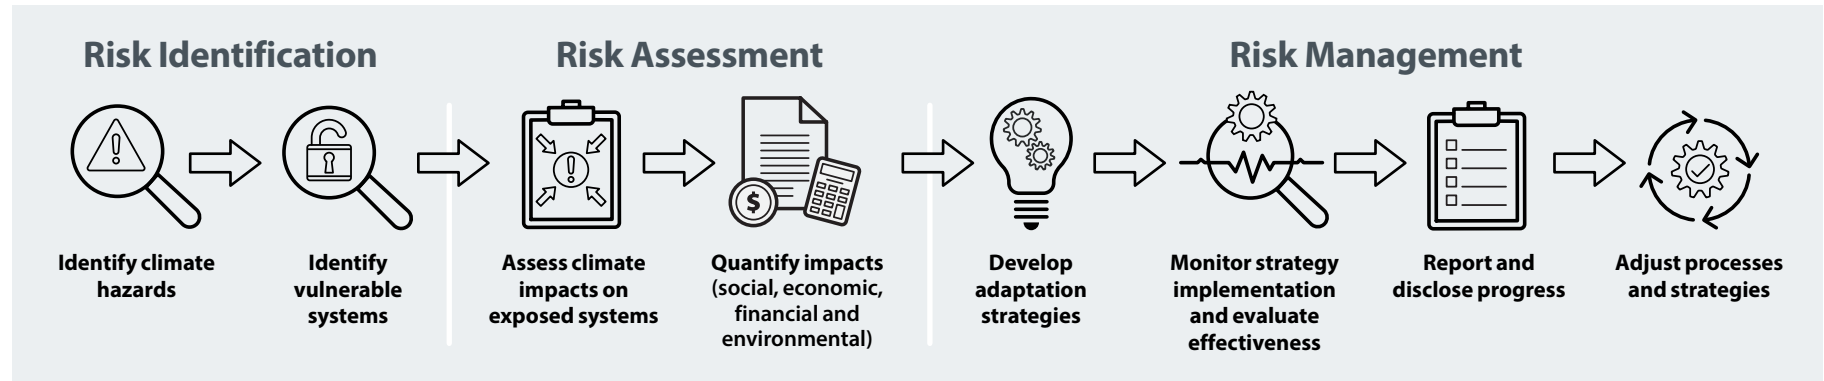 Risk Identification
Risk Assessment
Risk Management
$
Identify climate
hazards
Identify
vulnerable
systems
Assess climate
impacts on
exposed systems
Quantify impacts
(social, economic,
financial and
environmental)
Develop
adaptation
strategies
Monitor strategy
implementation
and evaluate
effectiveness
Report and
disclose progress
Adjust processes
and strategies